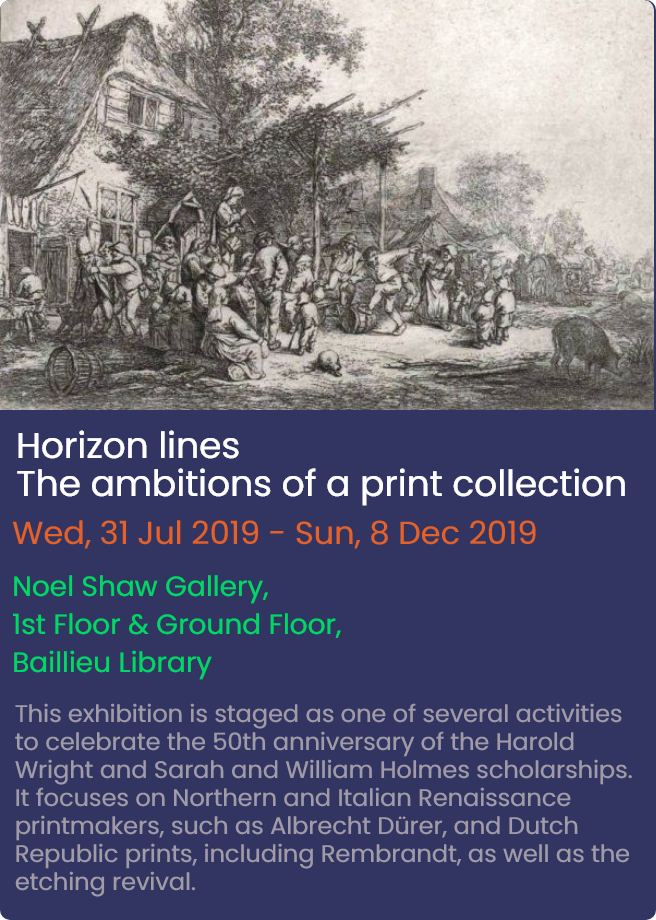 Horizon lines
The ambitions of a print collection
Wed, 31 Jul 2019 - Sun, 8 Dec 2019
Noel Shaw Gallery,
1st Floor & Ground Floor,
Baillieu Library
This exhibition is staged as one of several activities
to celebrate the 50th anniversary of the Harold
Wright and Sarah and William Holmes scholarships.
It focuses on Northern and Italian Renaissance
printmakers, such as Albrecht Dürer, and Dutch
Republic prints, including Rembrandt, as well as the
etching revival.